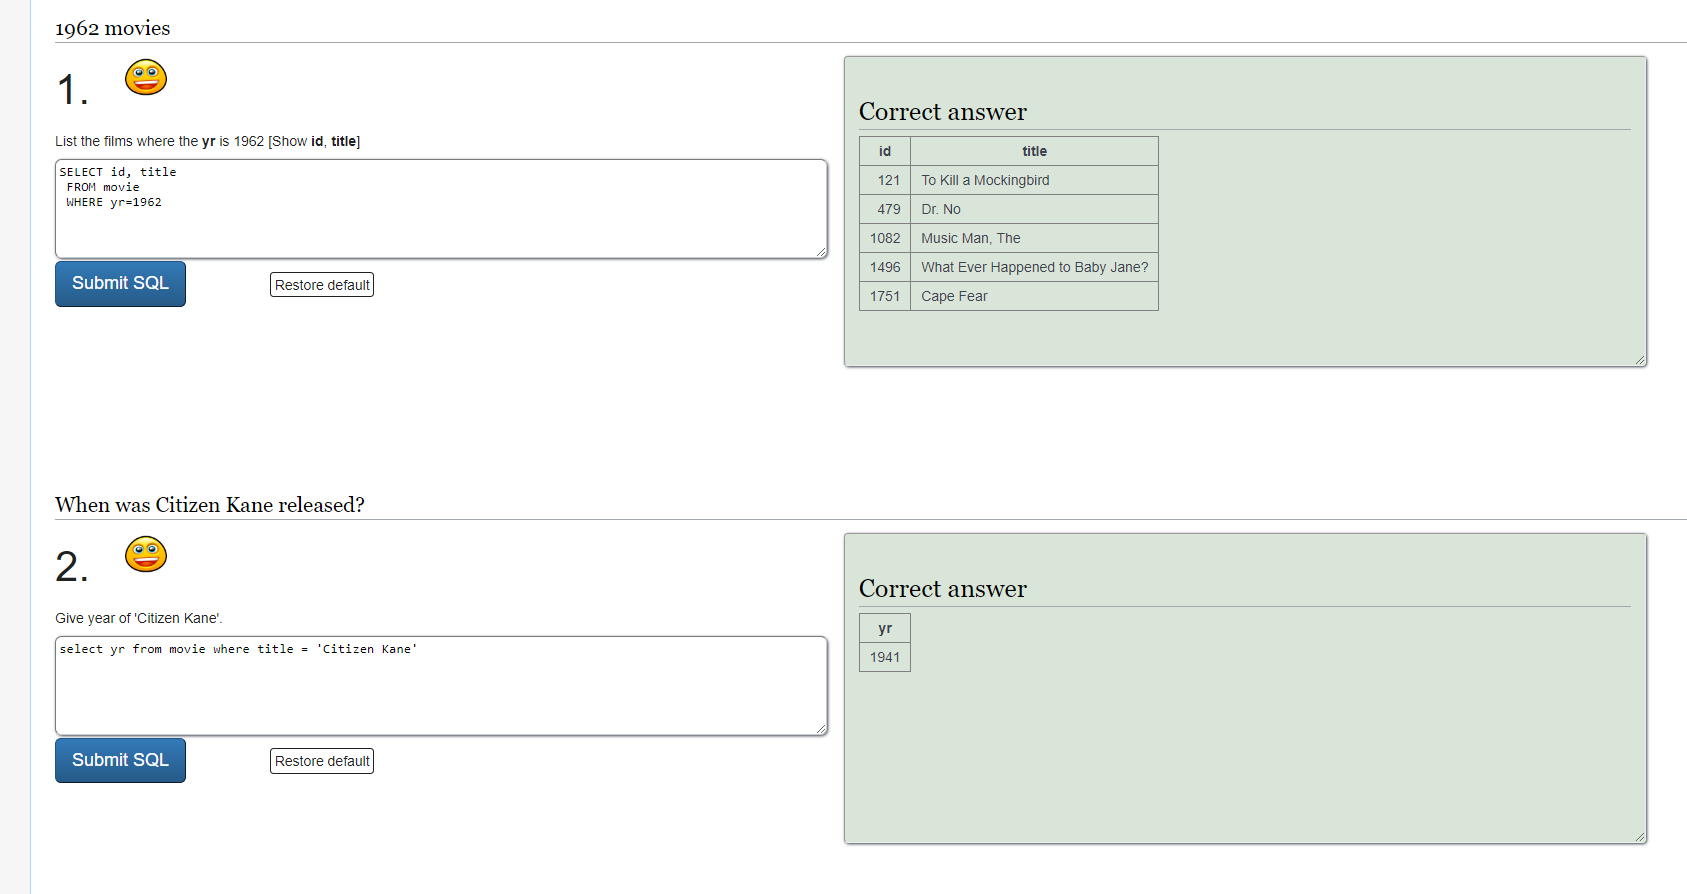 1962 movies
1.
List the films where the yr is 1962 [Show id, title]
SELECT id, title
FROM movie
WHERE yr=1962
Submit SQL
Restore default
Correct answer
id title
121 To Kill a Mockingbird
479 Dr. No
1082 Music Man, The
1496 What Ever Happened to Baby Jane?
1751 Cape Fear
When was Citizen Kane released?
2.
Give year of 'Citizen Kane'.
select yr from movie where title = 'Citizen Kane'
Submit SQL
Restore default
Correct answer
yr
1941